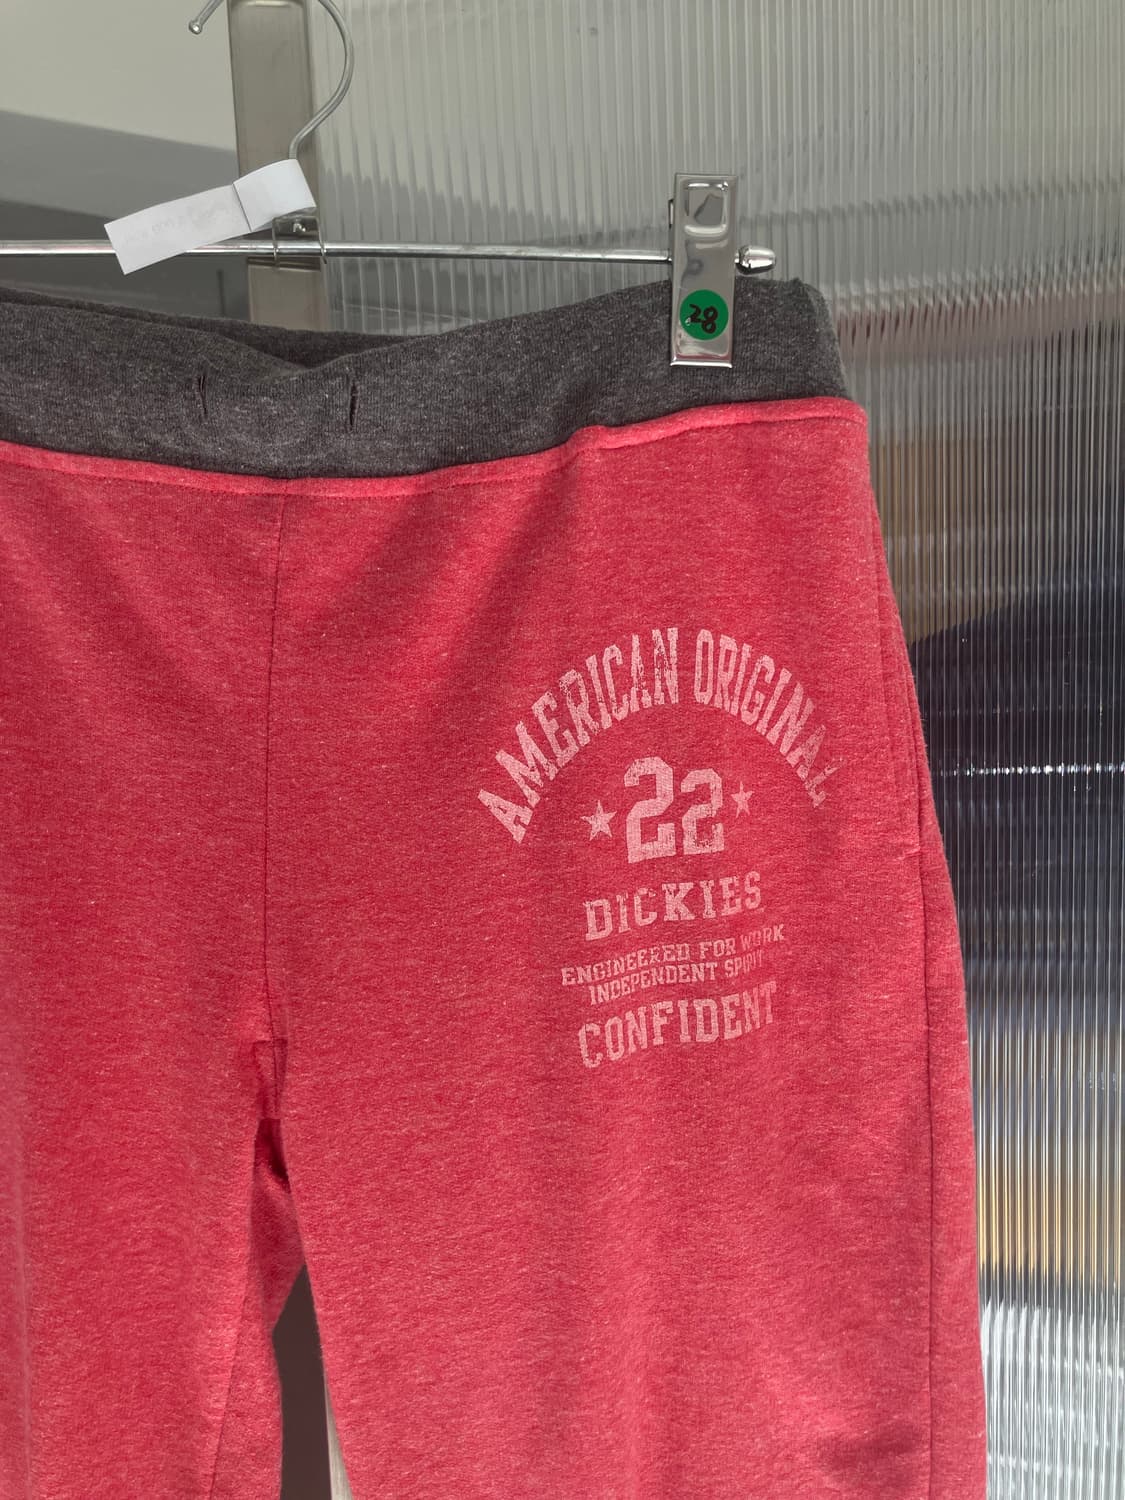 28
AMERICAN ORIGINAL
22
DICKIES
ENGINEERED FOR WORK
INDEPENDENT SPIRIT
CONFIDENT